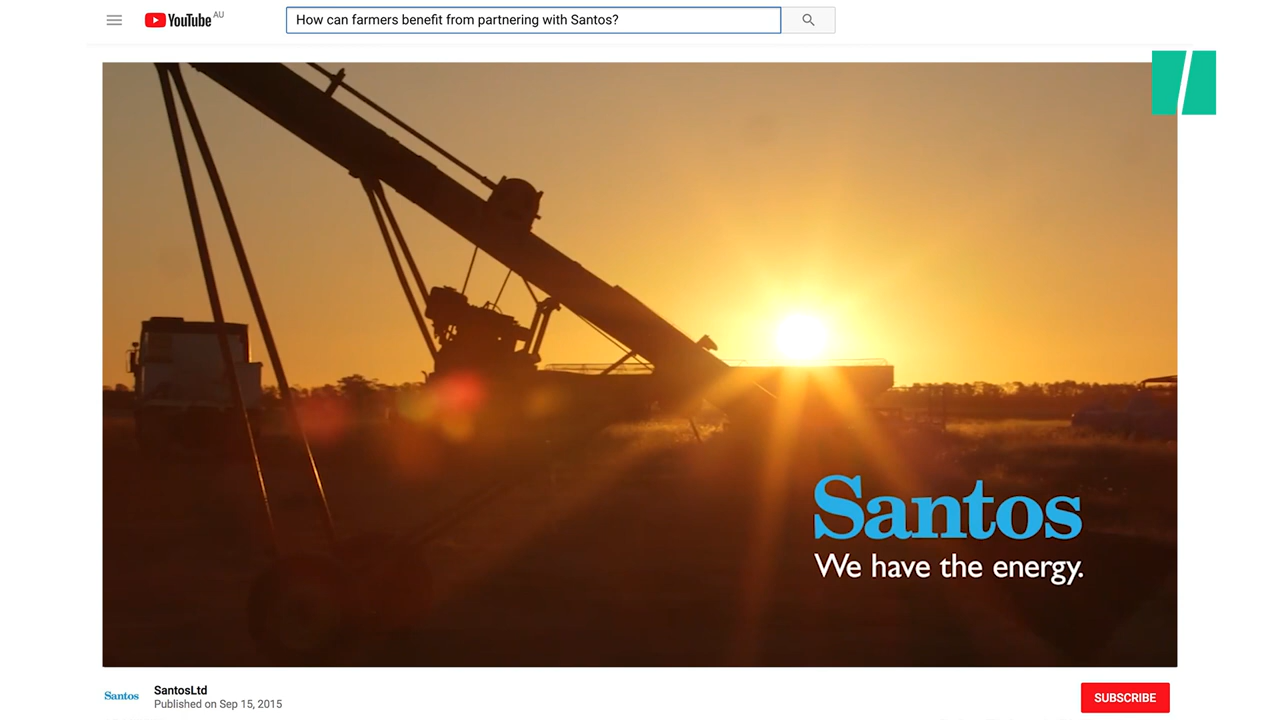 YouTube AU
How can farmers benefit from partnering with Santos?
Santos
We have the energy.
Santos
SantosLtd
Published on Sep 15, 2015
SUBSCRIBE